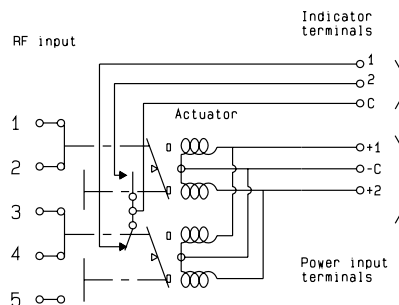 Indicator
terminals
RF input
1
2
C
Actuator
1
2
3
4
5
+1
-C
+2
Power input
terminals